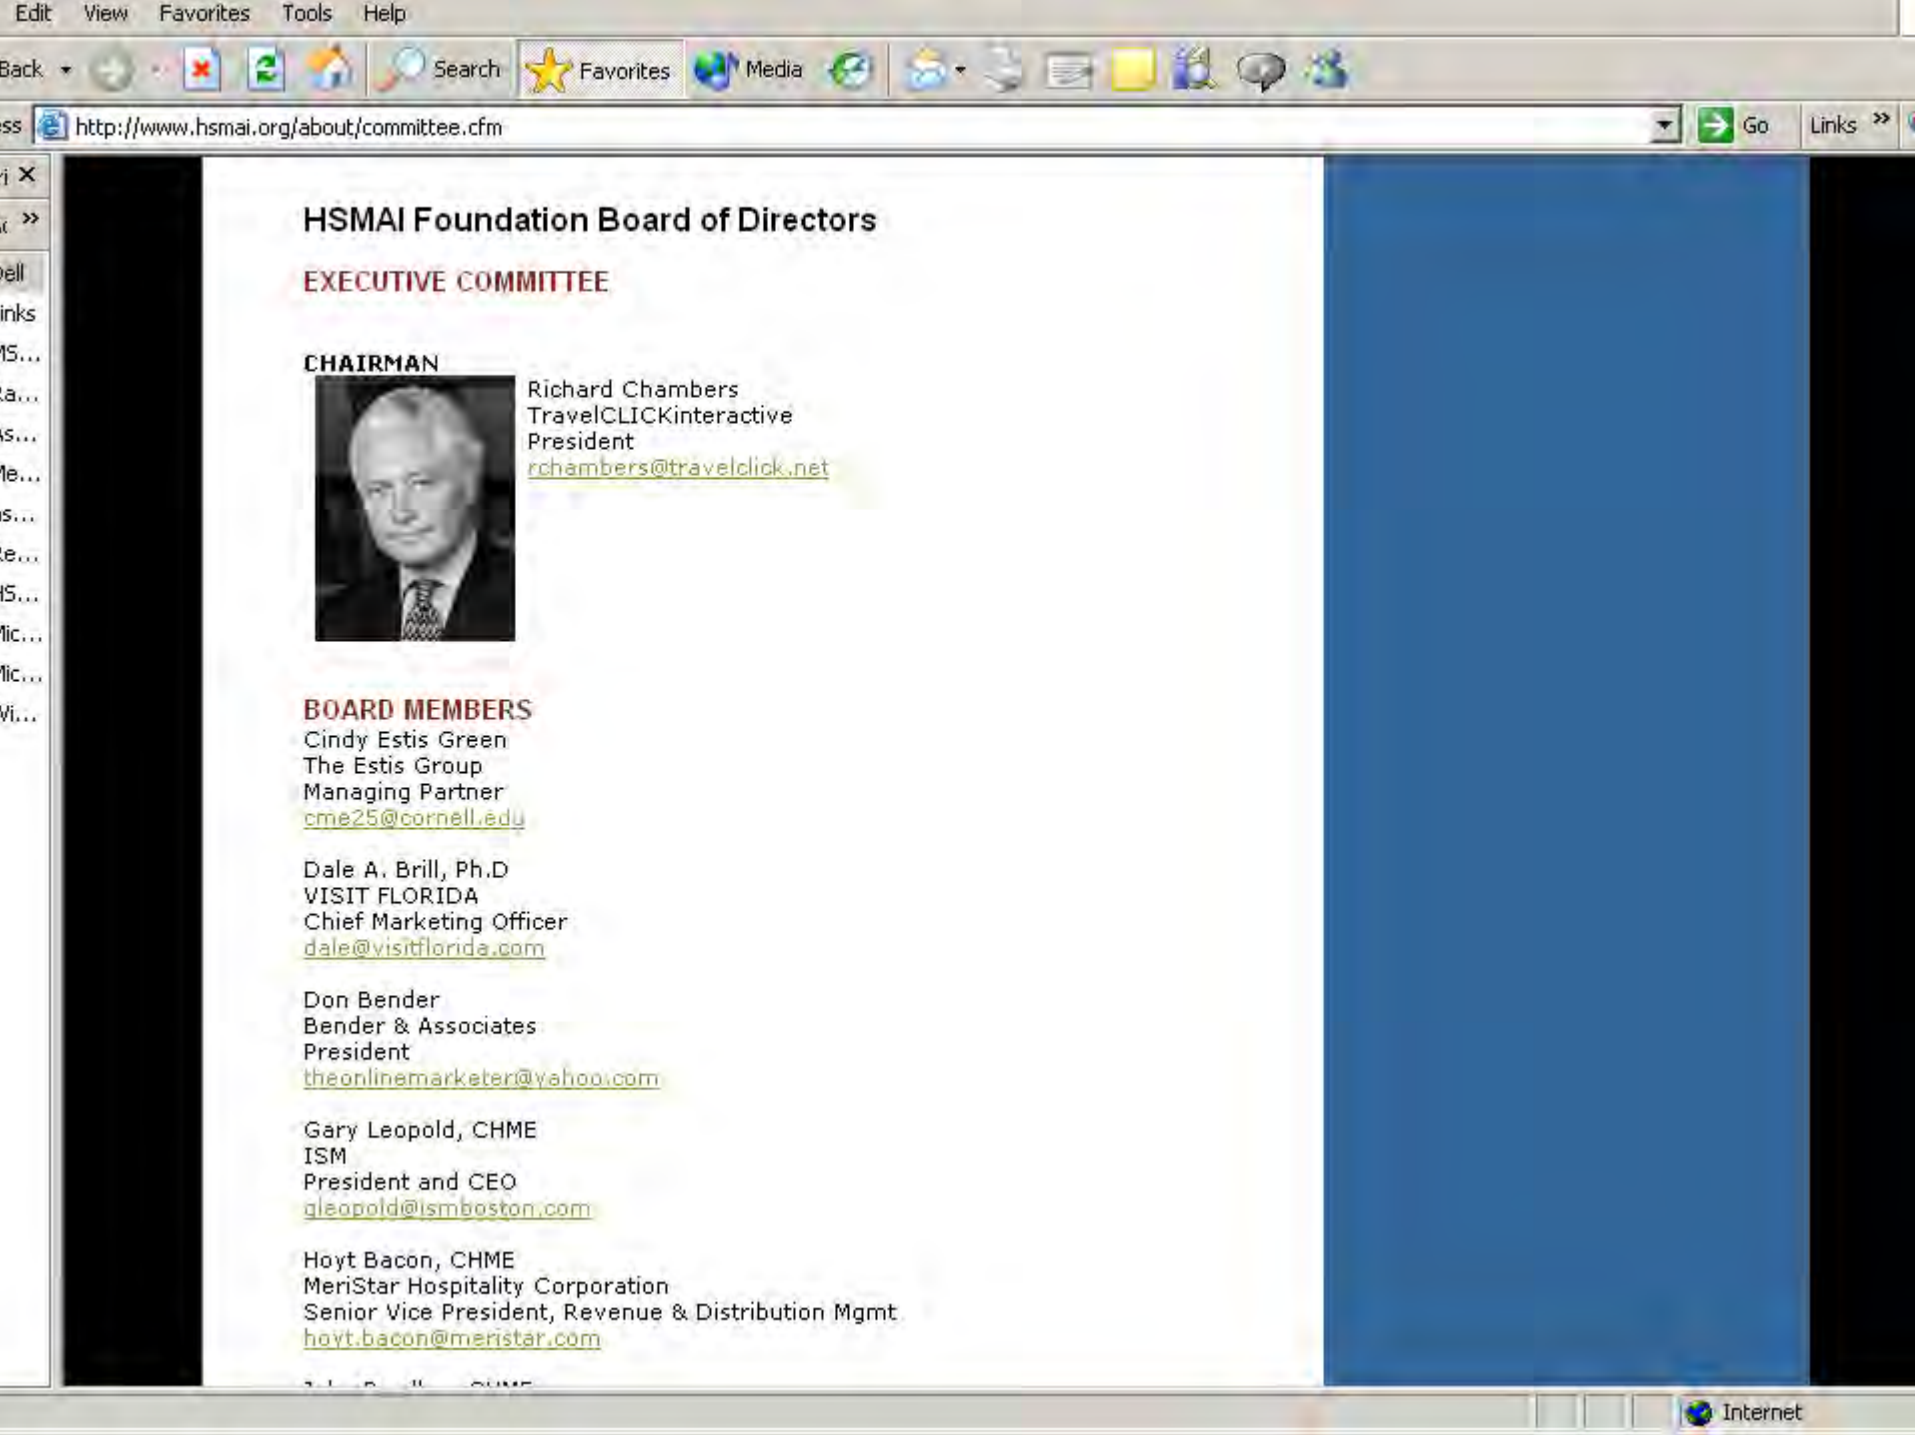 Edit View Favorites Tools Help
Back Search Favorites Media
http://www.hsmai.org/about/committee.cfm Go Links »
HSMAI Foundation Board of Directors
EXECUTIVE COMMITTEE
CHAIRMAN
Richard Chambers
TravelCLICKinteractive
President
rchambers@travelclick.net
BOARD MEMBERS
Cindy Estis Green
The Estis Group
Managing Partner
cme25@cornell.edu
Dale A. Brill, Ph.D
VISIT FLORIDA
Chief Marketing Officer
dale@visitflorida.com
Don Bender
Bender & Associates
President
theonlinemarketer@yahoo.com
Gary Leopold, CHME
ISM
President and CEO
gleopold@ismboston.com
Hoyt Bacon, CHME
MeriStar Hospitality Corporation
Senior Vice President, Revenue & Distribution Mgmt
hoyt.bacon@meristar.com
Internet